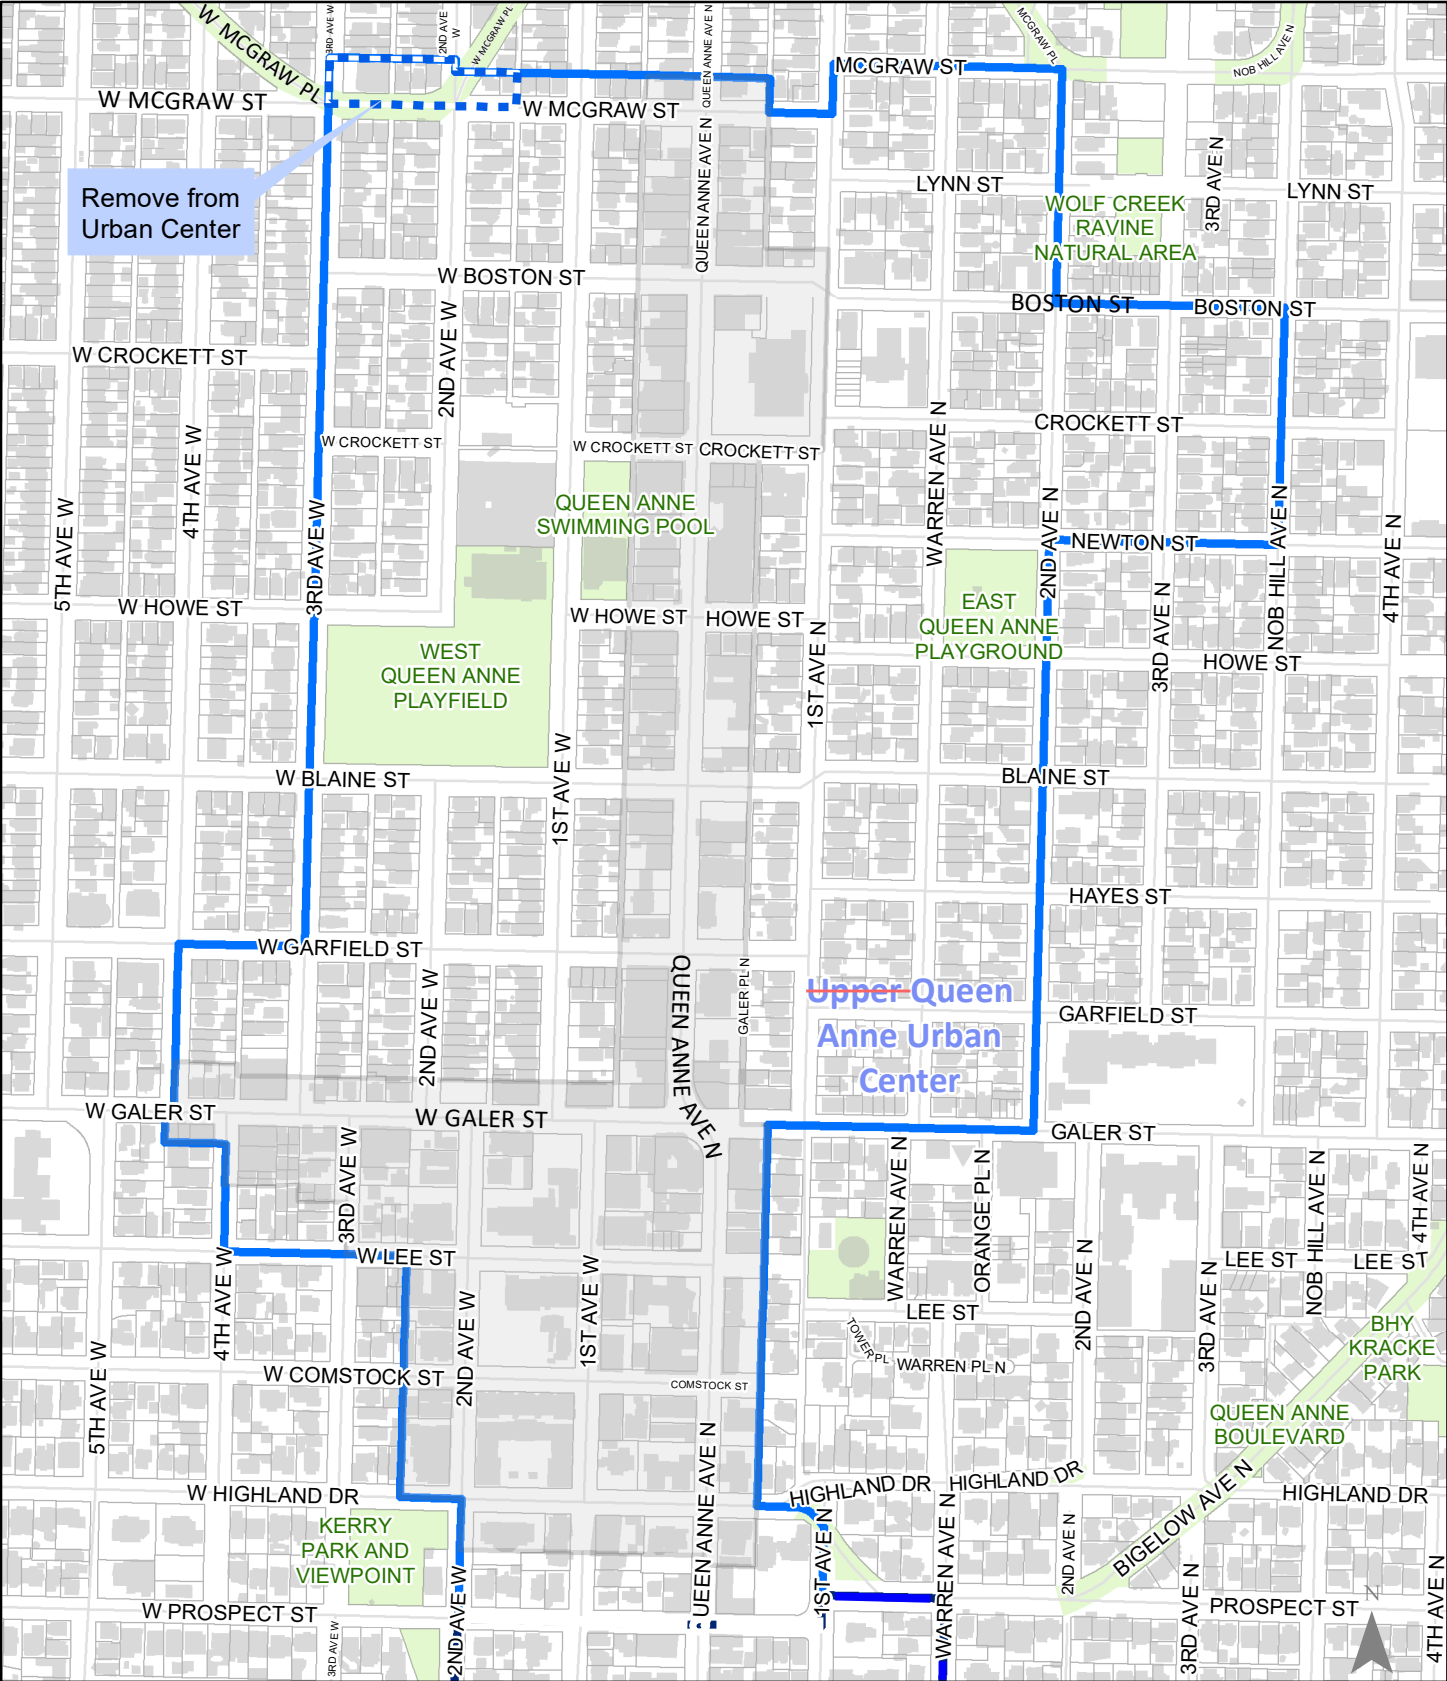 W MCGRAW PL
3RD AVE W
2ND AVE W
W MCGRAW PL
QUEEN ANNE AVE N
MCGRAW PL
NOB HILL AVE N
MCGRAW ST
W MCGRAW ST
W MCGRAW ST
Remove from
Urban Center
QUEEN ANNE AVE N
LYNN ST
3RD AVE N
LYNN ST
WOLF CREEK
RAVINE
NATURAL AREA
W BOSTON ST
BOSTON ST
BOSTON ST
W CROCKETT ST
2ND AVE W
4TH AVE W
W CROCKETT ST
W CROCKETT ST
CROCKETT ST
CROCKETT ST
WARREN AVE N
5TH AVE W
3RD AVE W
QUEEN ANNE
SWIMMING POOL
2ND AVE N
NEWTON ST
NOB HILL AVE N
4TH AVE N
W HOWE ST
W HOWE ST
HOWE ST
EAST
QUEEN ANNE
PLAYGROUND
1ST AVE N
3RD AVE N
HOWE ST
WEST
QUEEN ANNE
PLAYFIELD
W BLAINE ST
1ST AVE W
BLAINE ST
HAYES ST
W GARFIELD ST
2ND AVE W
QUEEN ANNE AVE N
GALER PL N
Upper Queen
Anne Urban
Center
GARFIELD ST
W GALER ST
W GALER ST
GALER ST
3RD AVE W
WARREN AVE N
ORANGE PL N
NOB HILL AVE N
4TH AVE N
W LEE ST
4TH AVE W
1ST AVE W
2ND AVE W
2ND AVE N
3RD AVE N
LEE ST
LEE ST
LEE ST
TOWER PL
WARREN PL N
BHY
KRACKE
PARK
5TH AVE W
W COMSTOCK ST
COMSTOCK ST
QUEEN ANNE
BOULEVARD
W HIGHLAND DR
HIGHLAND DR
HIGHLAND DR
HIGHLAND DR
BIGELOW AVE N
KERRY
PARK AND
VIEWPOINT
UEEN ANNE AVE N
1ST AVE N
WARREN AVE N
2ND AVE N
3RD AVE N
4TH AVE N
W PROSPECT ST
3RD AVE W
2ND AVE W
PROSPECT ST
N